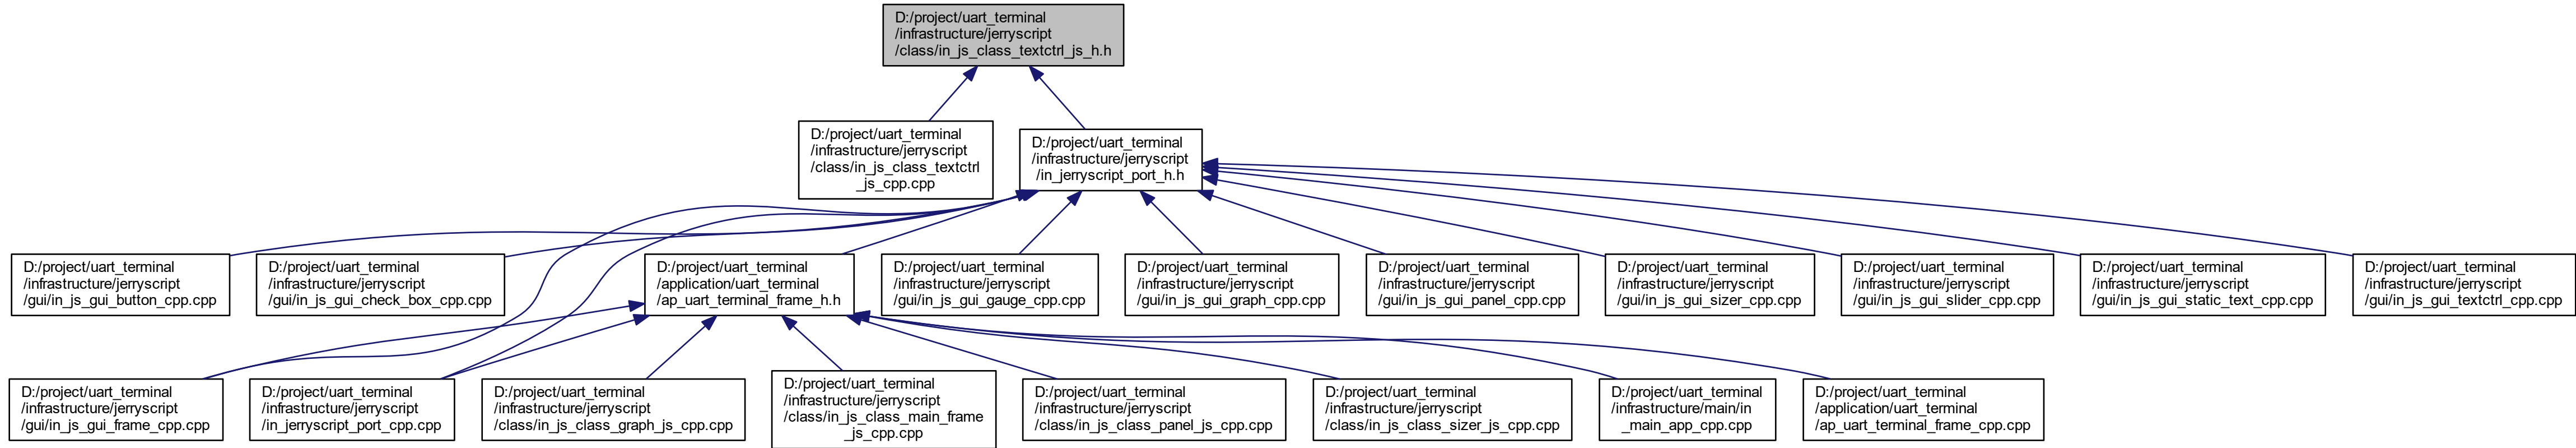 D:/project/uart_terminal
/infrastructure/jerryscript
/class/in_js_class_textctrl_js_h.h
D:/project/uart_terminal
/infrastructure/jerryscript
/class/in_js_class_textctrl
_js_cpp.cpp
D:/project/uart_terminal
/infrastructure/jerryscript
/in_jerryscript_port_h.h
D:/project/uart_terminal
/infrastructure/jerryscript
/gui/in_js_gui_button_cpp.cpp
D:/project/uart_terminal
/infrastructure/jerryscript
/gui/in_js_gui_check_box_cpp.cpp
D:/project/uart_terminal
/application/uart_terminal
/ap_uart_terminal_frame_h.h
D:/project/uart_terminal
/infrastructure/jerryscript
/gui/in_js_gui_gauge_cpp.cpp
D:/project/uart_terminal
/infrastructure/jerryscript
/gui/in_js_gui_graph_cpp.cpp
D:/project/uart_terminal
/infrastructure/jerryscript
/gui/in_js_gui_panel_cpp.cpp
D:/project/uart_terminal
/infrastructure/jerryscript
/gui/in_js_gui_sizer_cpp.cpp
D:/project/uart_terminal
/infrastructure/jerryscript
/gui/in_js_gui_slider_cpp.cpp
D:/project/uart_terminal
/infrastructure/jerryscript
/gui/in_js_gui_static_text_cpp.cpp
D:/project/uart_terminal
/infrastructure/jerryscript
/gui/in_js_gui_textctrl_cpp.cpp
D:/project/uart_terminal
/infrastructure/jerryscript
/gui/in_js_gui_frame_cpp.cpp
D:/project/uart_terminal
/infrastructure/jerryscript
/in_jerryscript_port_cpp.cpp
D:/project/uart_terminal
/infrastructure/jerryscript
/class/in_js_class_graph_js_cpp.cpp
D:/project/uart_terminal
/infrastructure/jerryscript
/class/in_js_class_main_frame
_js_cpp.cpp
D:/project/uart_terminal
/infrastructure/jerryscript
/class/in_js_class_panel_js_cpp.cpp
D:/project/uart_terminal
/infrastructure/jerryscript
/class/in_js_class_sizer_js_cpp.cpp
D:/project/uart_terminal
/infrastructure/main/in
_main_app_cpp.cpp
D:/project/uart_terminal
/application/uart_terminal
/ap_uart_terminal_frame_cpp.cpp